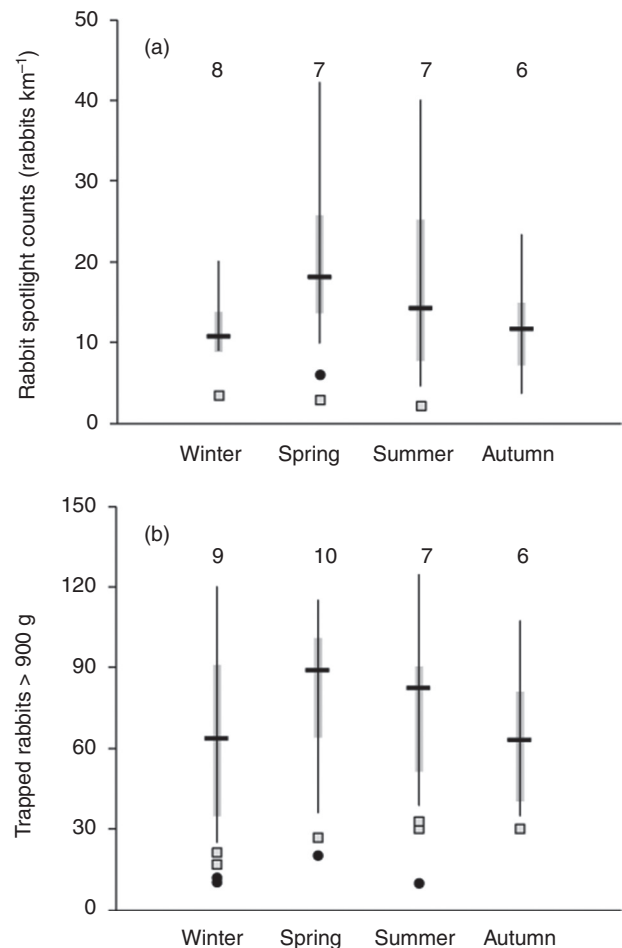 50
(a)
8 7 7 6
40
30
20
10
0
Rabbit spotlight counts (rabbits km⁻¹)
Winter Spring Summer Autumn
150
(b)
9 10 7 6
120
90
60
30
0
Trapped rabbits > 900 g
Winter Spring Summer Autumn